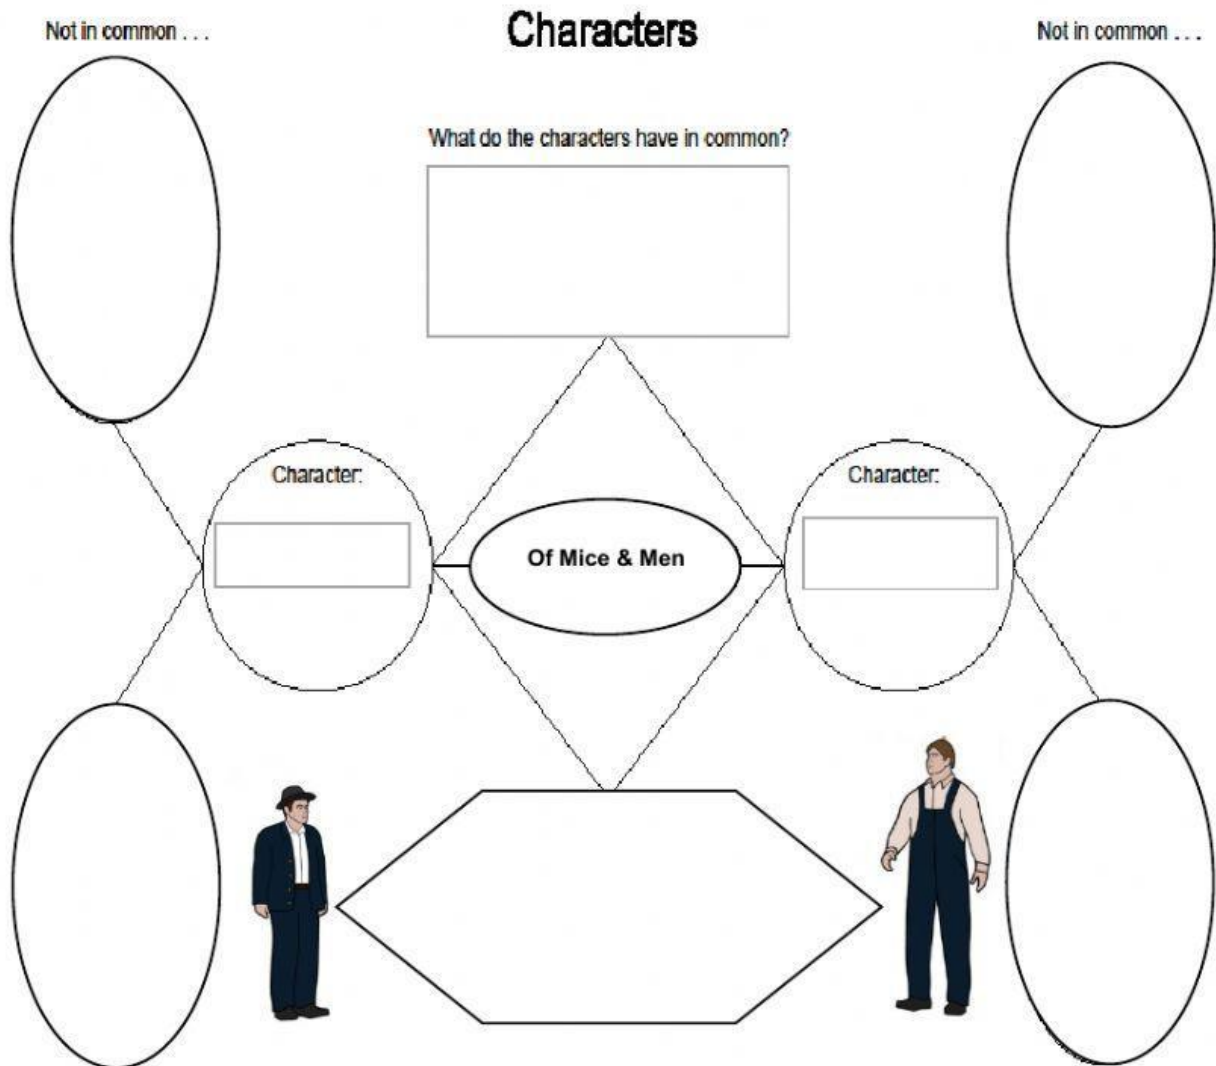 Characters
Not in common . . .
Not in common . . .
What do the characters have in common?
Character:
Character:
Of Mice & Men